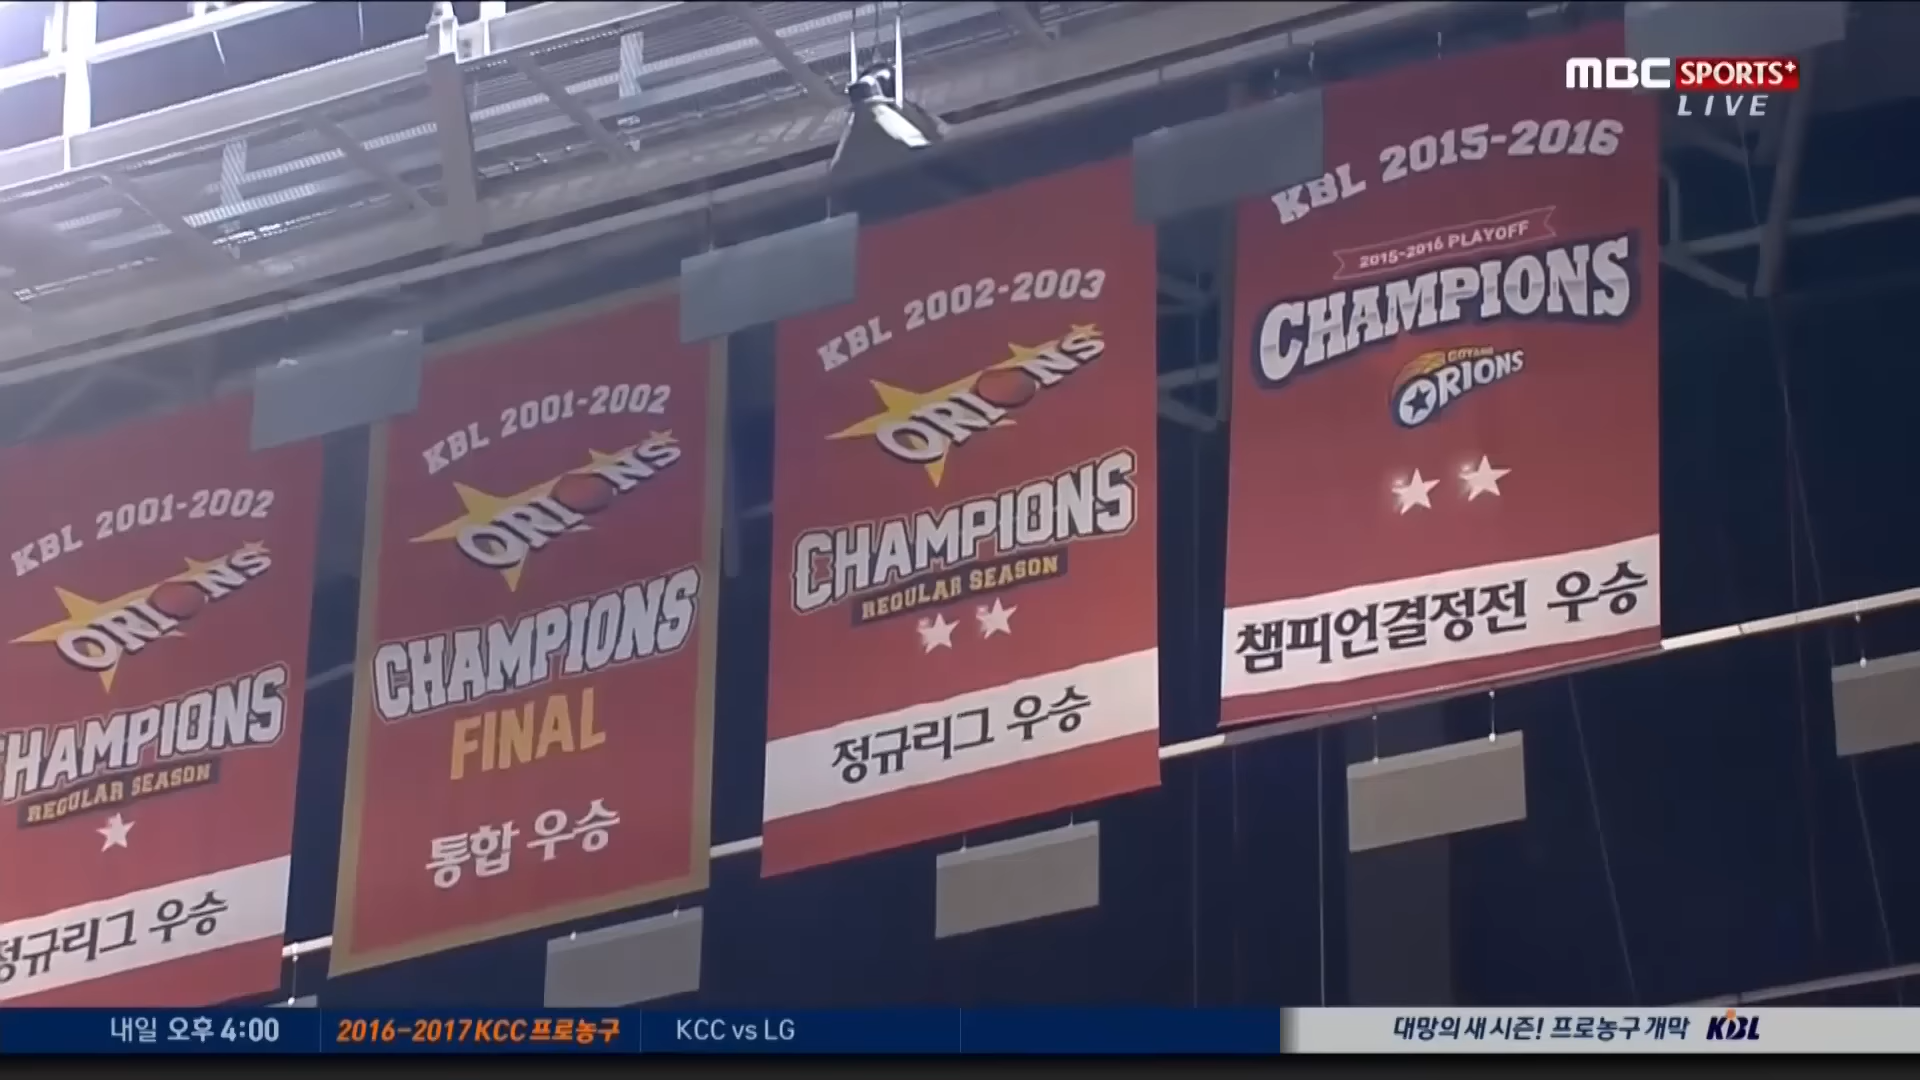 MBC SPORTS+
LIVE
KBL 2001-2002
ORIONS
CHAMPIONS
REGULAR SEASON
정규리그 우승
KBL 2001-2002
ORIONS
CHAMPIONS
FINAL
통합 우승
KBL 2002-2003
ORIONS
CHAMPIONS
REGULAR SEASON
정규리그 우승
KBL 2015-2016
2015-2016 PLAYOFF
CHAMPIONS
GOYANG
ORIONS
챔피언결정전 우승
내일 오후 4:00
2016-2017 KCC 프로농구
KCC vs LG
대망의 새 시즌! 프로농구 개막 KBL